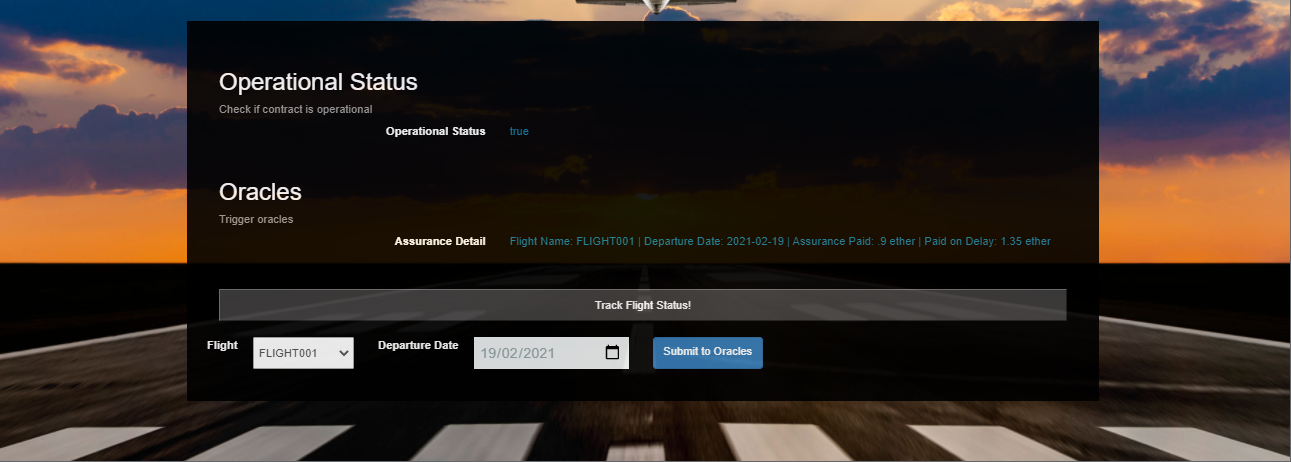 Operational Status
Check if contract is operational
Operational Status true
Oracles
Trigger oracles
Assurance Detail Flight Name: FLIGHT001 | Departure Date: 2021-02-19 | Assurance Paid: .9 ether | Paid on Delay: 1.35 ether
Track Flight Status!
Flight FLIGHT001 Departure Date 19/02/2021 Submit to Oracles